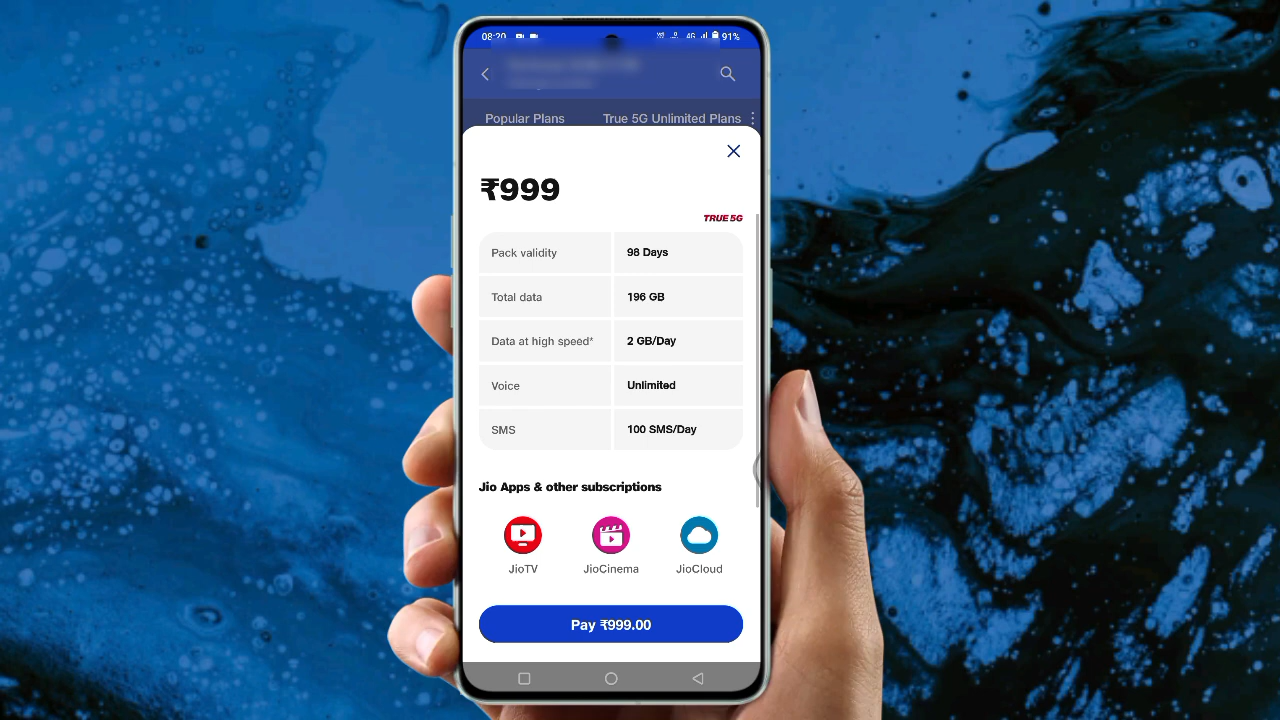 08:20 4G 91%
Popular Plans True 5G Unlimited Plans
₹999
TRUE 5G
Pack validity 98 Days
Total data 196 GB
Data at high speed* 2 GB/Day
Voice Unlimited
SMS 100 SMS/Day
Jio Apps & other subscriptions
JioTV JioCinema JioCloud
Pay ₹999.00